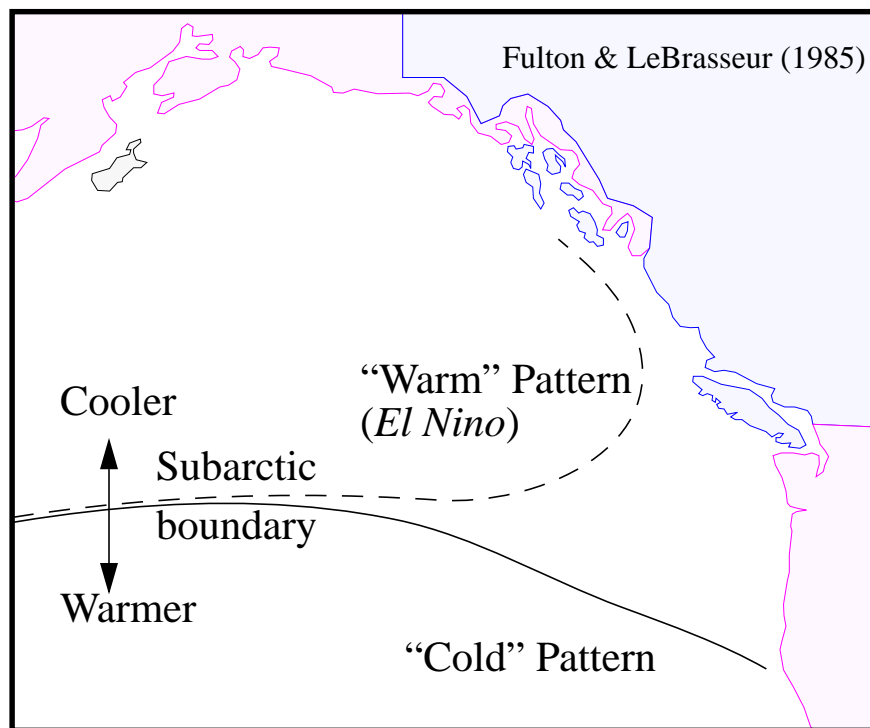 Fulton & LeBrasseur (1985)
“Warm” Pattern
(El Nino)
Cooler
Subarctic
boundary
Warmer
“Cold” Pattern